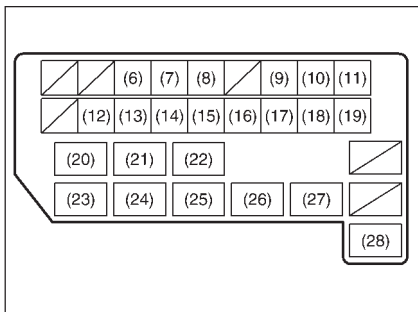 (6) (7) (8) (9) (10) (11)
(12) (13) (14) (15) (16) (17) (18) (19)
(20) (21) (22)
(23) (24) (25) (26) (27)
(28)